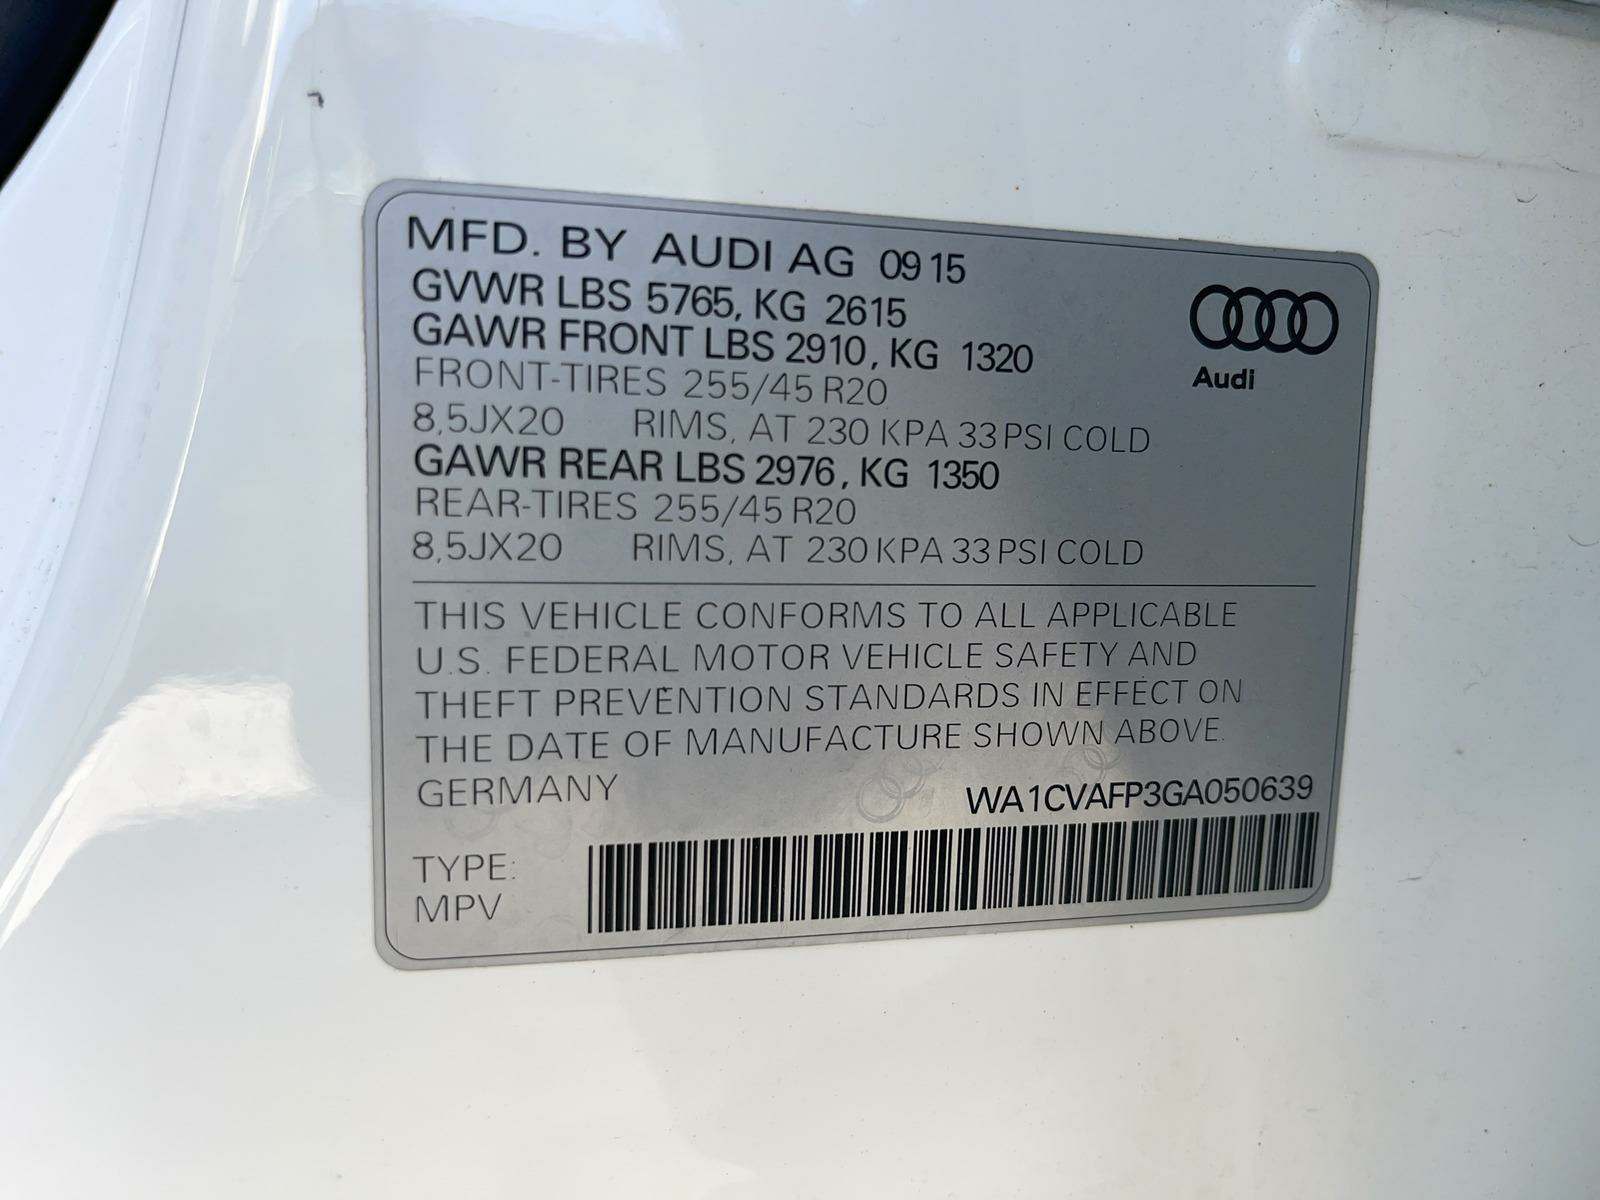 MFD. BY AUDI AG 09 15
GVWR LBS 5765, KG 2615
GAWR FRONT LBS 2910, KG 1320
FRONT-TIRES 255/45 R20
8,5JX20 RIMS, AT 230 KPA 33 PSI COLD
GAWR REAR LBS 2976, KG 1350
REAR-TIRES 255/45 R20
8,5JX20 RIMS, AT 230 KPA 33 PSI COLD
Audi
THIS VEHICLE CONFORMS TO ALL APPLICABLE
U.S. FEDERAL MOTOR VEHICLE SAFETY AND
THEFT PREVENTION STANDARDS IN EFFECT ON
THE DATE OF MANUFACTURE SHOWN ABOVE.
GERMANY WA1CVAFP3GA050639
TYPE:
MPV